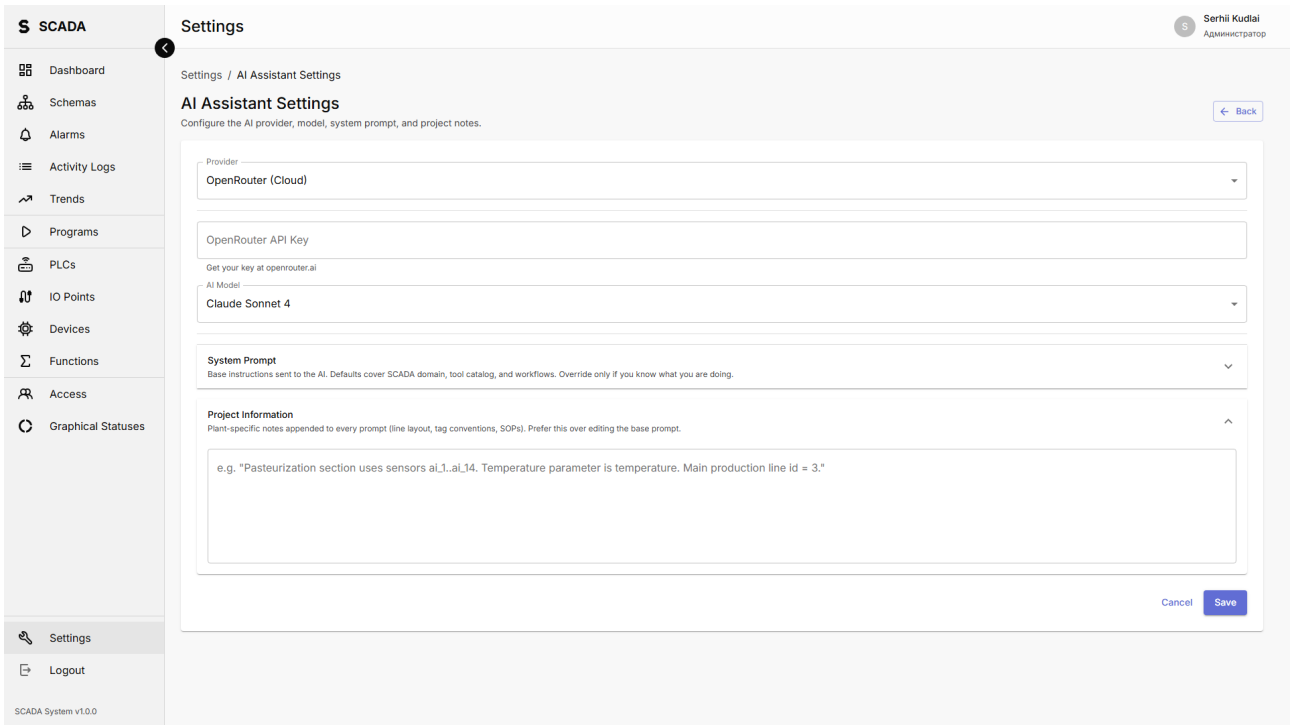 S SCADA
Dashboard
Schemas
Alarms
Activity Logs
Trends
Programs
PLCs
IO Points
Devices
Functions
Access
Graphical Statuses
Settings
Logout
SCADA System v1.0.0
Settings
S
Serhii Kudlai
Администратор
Settings / AI Assistant Settings
AI Assistant Settings
Configure the AI provider, model, system prompt, and project notes.
← Back
Provider
OpenRouter (Cloud)
OpenRouter API Key
Get your key at openrouter.ai
AI Model
Claude Sonnet 4
System Prompt
Base instructions sent to the AI. Defaults cover SCADA domain, tool catalog, and workflows. Override only if you know what you are doing.
Project Information
Plant-specific notes appended to every prompt (line layout, tag conventions, SOPs). Prefer this over editing the base prompt.
e.g. "Pasteurization section uses sensors ai_1..ai_14. Temperature parameter is temperature. Main production line id = 3."
Cancel
Save